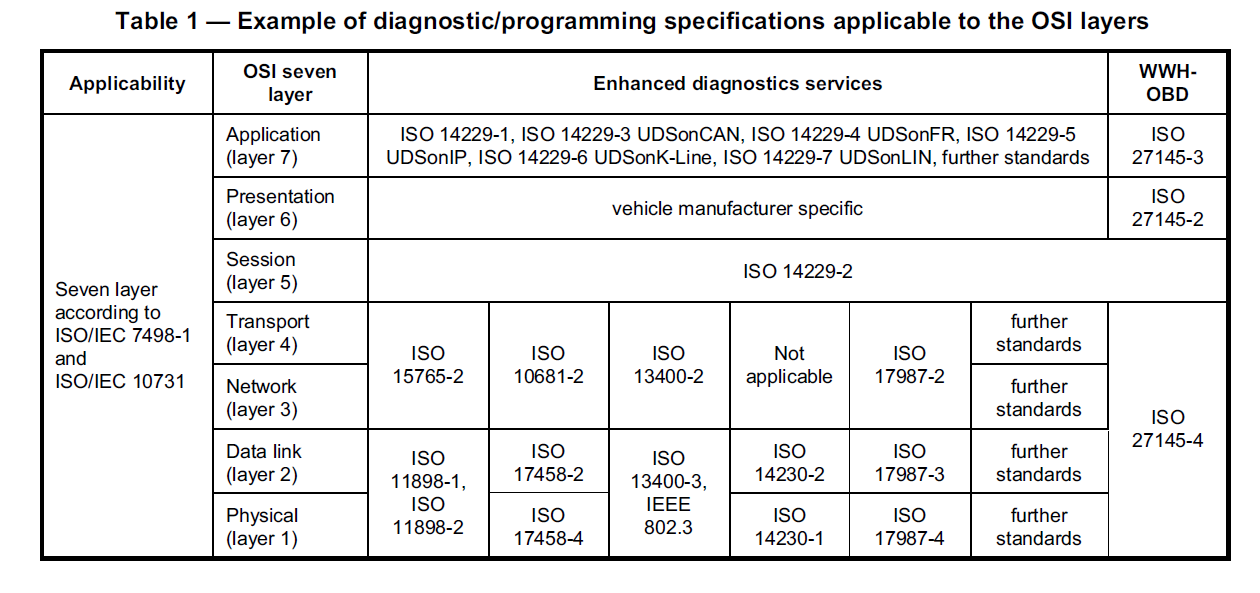 Table 1 — Example of diagnostic/programming specifications applicable to the OSI layers
Applicability
OSI seven
layer
Enhanced diagnostics services
WWH-
OBD
Seven layer
according to
ISO/IEC 7498-1
and
ISO/IEC 10731
Application
(layer 7)
ISO 14229-1, ISO 14229-3 UDSonCAN, ISO 14229-4 UDSonFR, ISO 14229-5
UDSonIP, ISO 14229-6 UDSonK-Line, ISO 14229-7 UDSonLIN, further standards
ISO
27145-3
Presentation
(layer 6)
vehicle manufacturer specific
ISO
27145-2
Session
(layer 5)
ISO 14229-2
Transport
(layer 4)
ISO
15765-2
ISO
10681-2
ISO
13400-2
Not
applicable
ISO
17987-2
further
standards
ISO
27145-4
Network
(layer 3)
further
standards
Data link
(layer 2)
ISO
11898-1,
ISO
11898-2
ISO
17458-2
ISO
13400-3,
IEEE
802.3
ISO
14230-2
ISO
17987-3
further
standards
Physical
(layer 1)
ISO
17458-4
ISO
14230-1
ISO
17987-4
further
standards